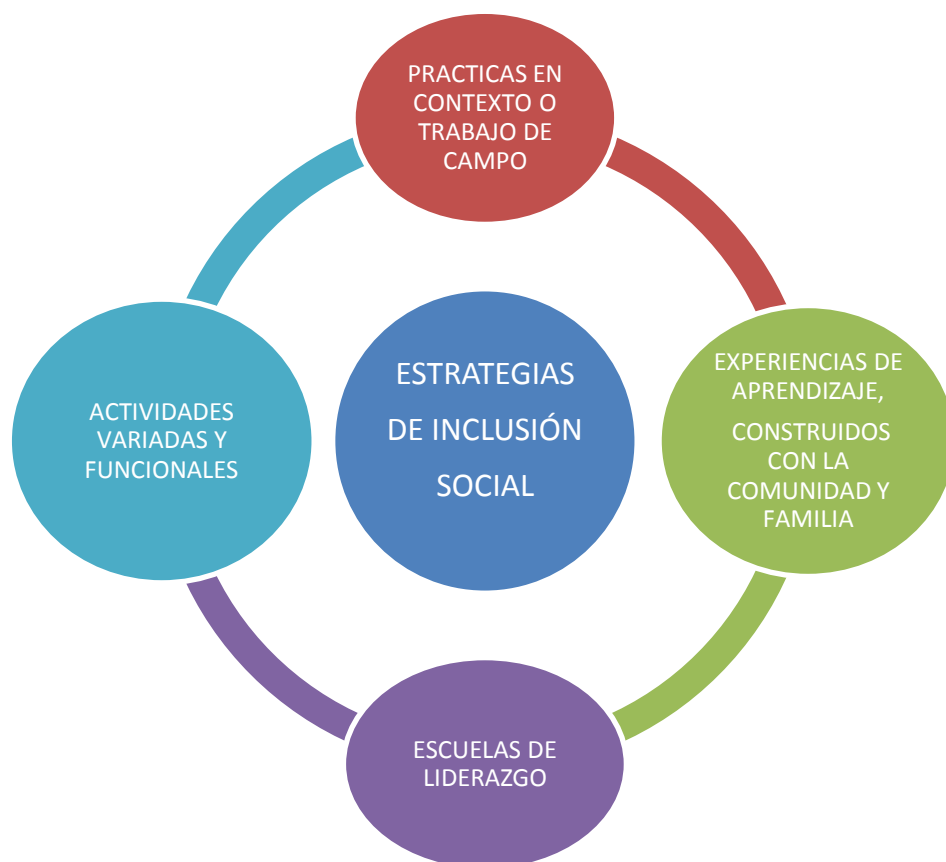 PRACTICAS EN
CONTEXTO O
TRABAJO DE
CAMPO
EXPERIENCIAS DE
APRENDIZAJE,
CONSTRUIDOS
CON LA
COMUNIDAD Y
FAMILIA
ESCUELAS DE
LIDERAZGO
ACTIVIDADES
VARIADAS Y
FUNCIONALES
ESTRATEGIAS
DE INCLUSIÓN
SOCIAL